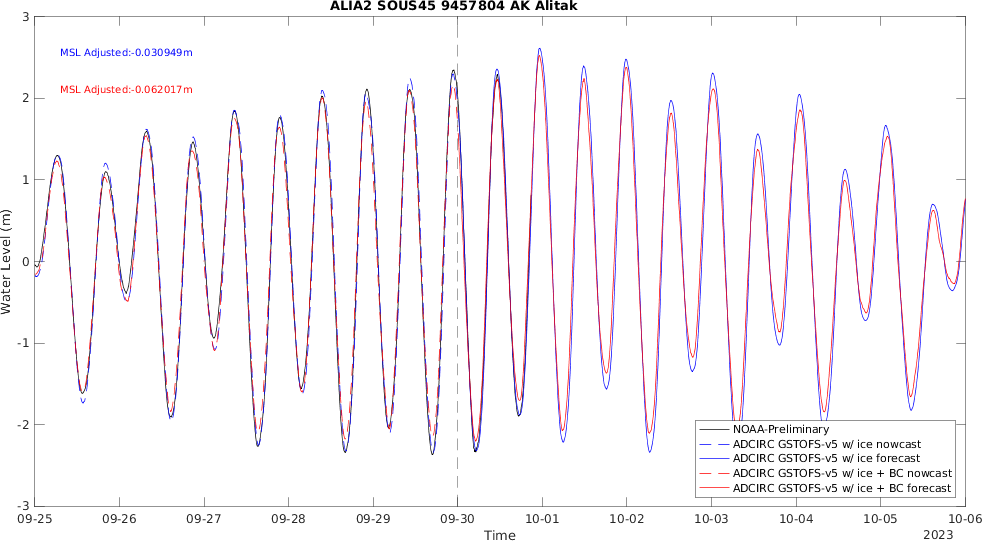 ALIA2 SOUS45 9457804 AK Alitak
3
MSL Adjusted:-0.030949m
MSL Adjusted:-0.062017m
2
1
0
-1
-2
-3
Water Level (m)
NOAA-Preliminary
ADCIRC GSTOFS-v5 w/ ice nowcast
ADCIRC GSTOFS-v5 w/ ice forecast
ADCIRC GSTOFS-v5 w/ ice + BC nowcast
ADCIRC GSTOFS-v5 w/ ice + BC forecast
09-25 09-26 09-27 09-28 09-29 09-30 10-01 10-02 10-03 10-04 10-05 10-06
Time
2023